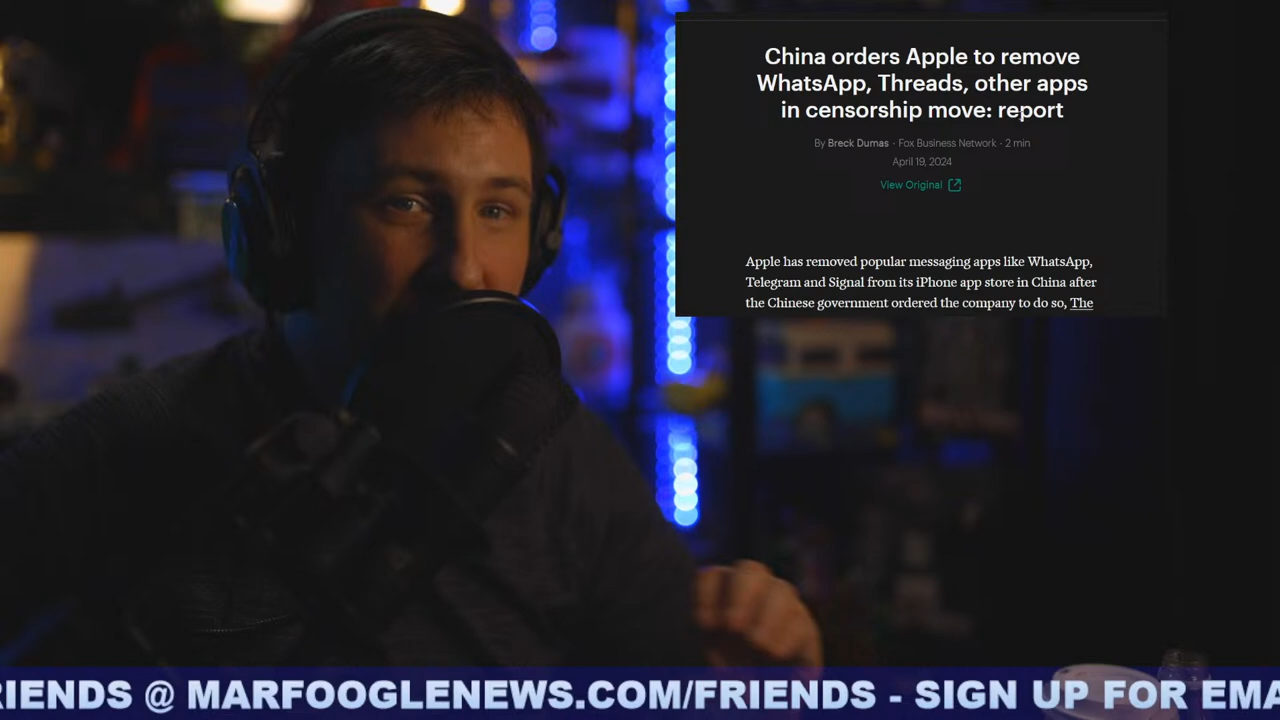 China orders Apple to remove
WhatsApp, Threads, other apps
in censorship move: report
By Breck Dumas · Fox Business Network · 2 min
April 19, 2024
View Original
Apple has removed popular messaging apps like WhatsApp,
Telegram and Signal from its iPhone app store in China after
the Chinese government ordered the company to do so, The
RIENDS @ MARFOOGLENEWS.COM/FRIENDS - SIGN UP FOR EMA